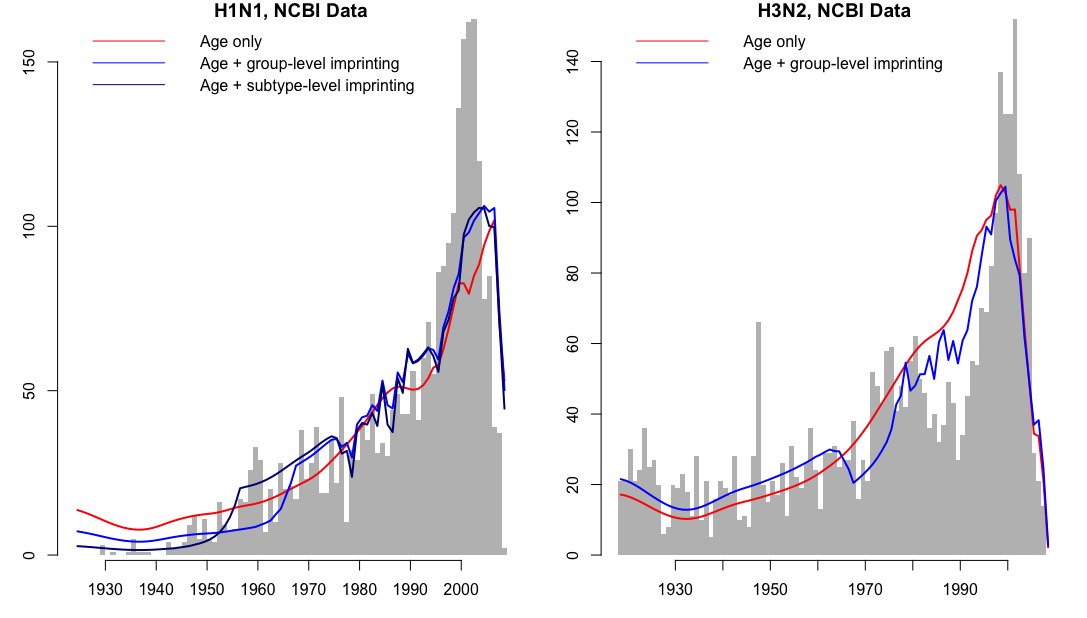 H1N1, NCBI Data
Age only
Age + group-level imprinting
Age + subtype-level imprinting
150
100
50
0
1930 1940 1950 1960 1970 1980 1990 2000
H3N2, NCBI Data
Age only
Age + group-level imprinting
140
120
100
80
60
40
20
0
1930 1950 1970 1990